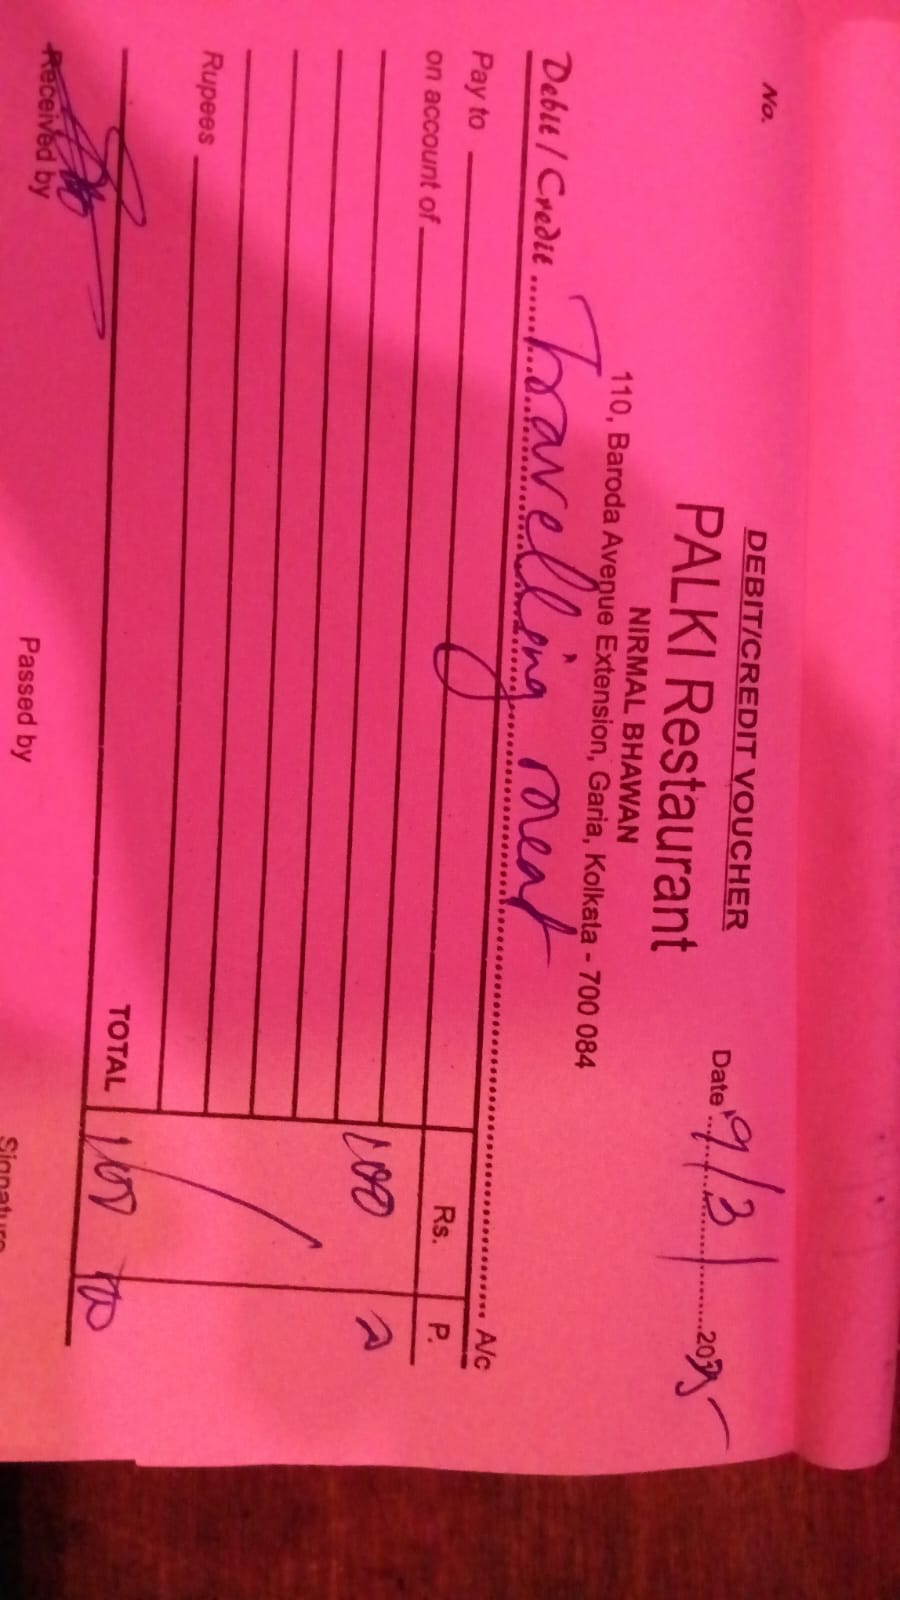 DEBIT/CREDIT VOUCHER
No.
PALKI Restaurant
Date 9/3/2025
NIRMAL BHAWAN
110, Baroda Avenue Extension, Garia, Kolkata - 700 084
Debit / Credit Travelling A/c
Pay to
Rs. P.
on account of
100
Rupees
TOTAL 100 00
Received by
Passed by
Signature